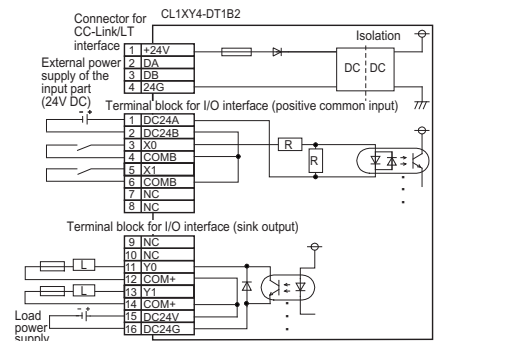 CL1XY4-DT1B2
Connector for
CC-Link/LT
interface
1 +24V
2 DA
3 DB
4 24G
Isolation
DC DC
External power
supply of the
input part
(24V DC)
Terminal block for I/O interface (positive common input)
- +
1 DC24A
2 DC24B
3 X0
4 COMB
5 X1
6 COMB
7 NC
8 NC
R
R
Terminal block for I/O interface (sink output)
9 NC
10 NC
11 Y0
12 COM+
13 Y1
14 COM+
15 DC24V
16 DC24G
L
L
- +
Load
power
supply